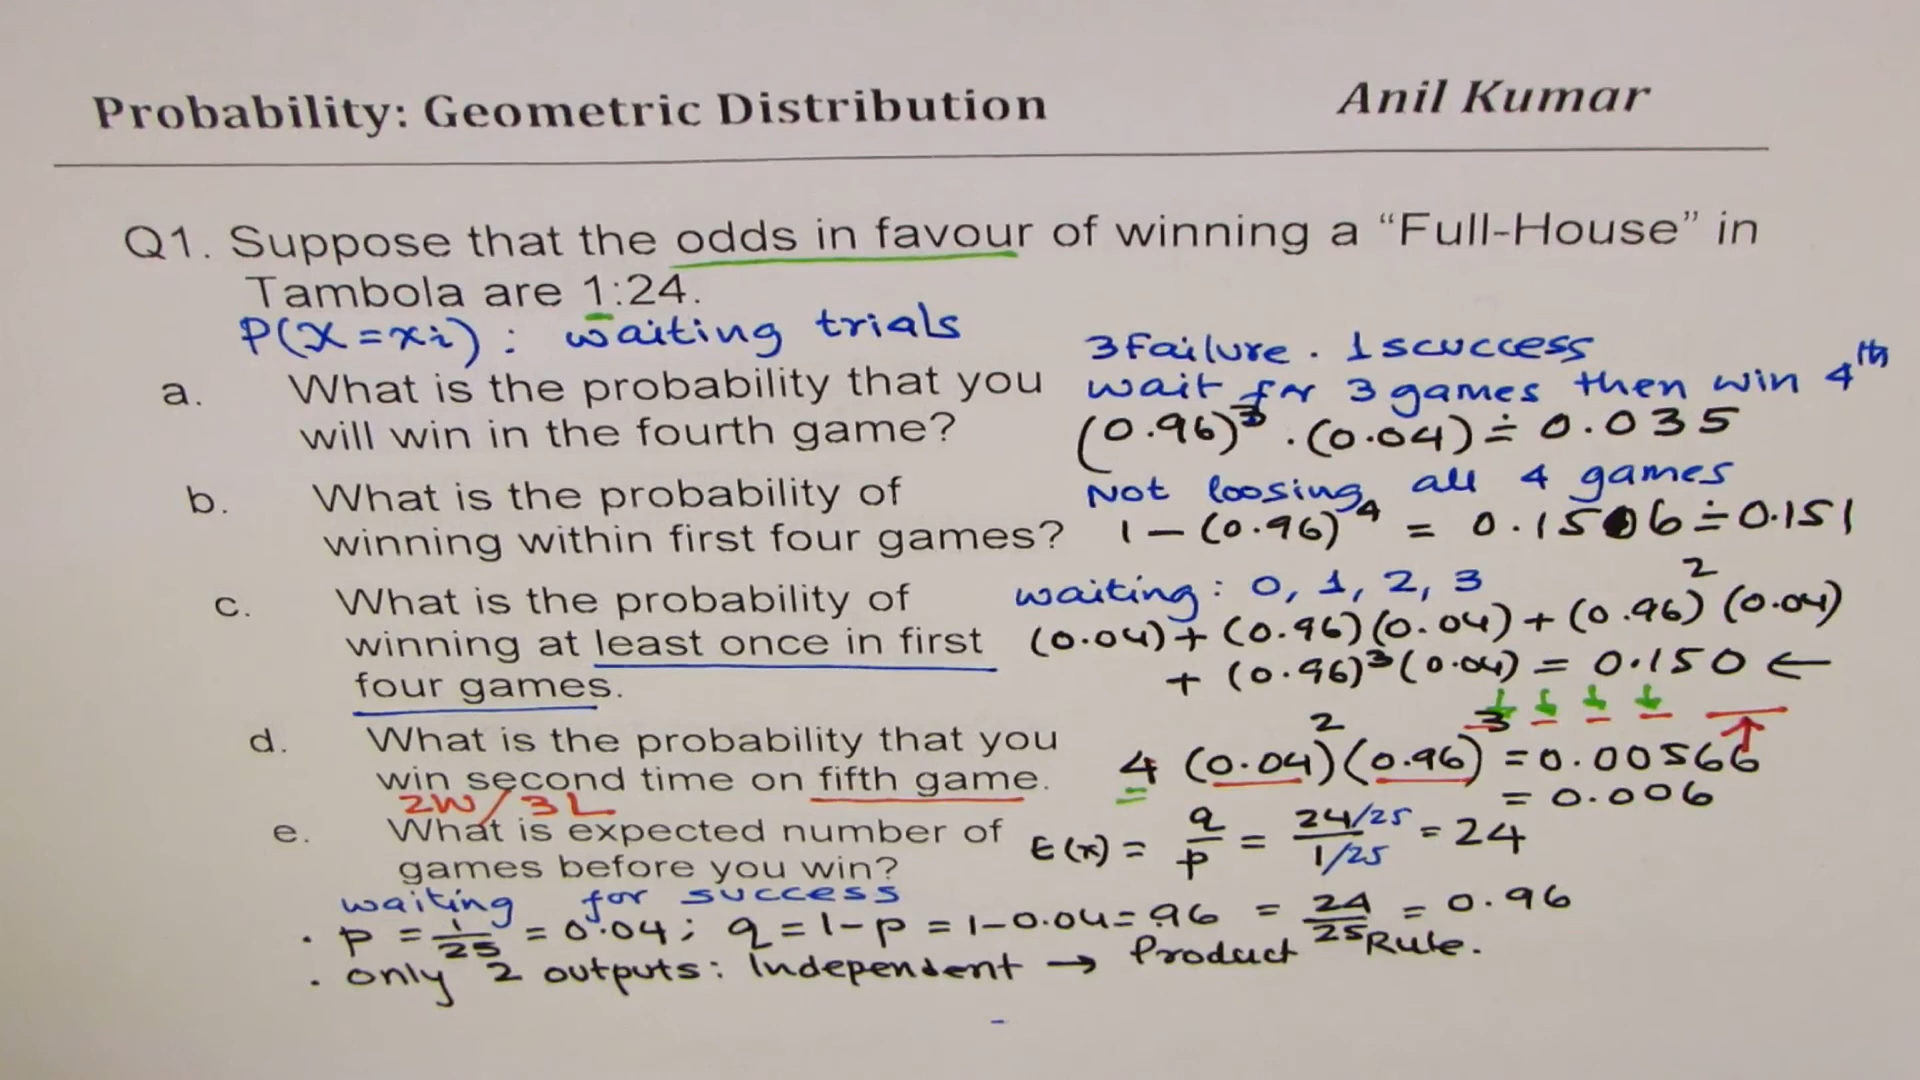 Probability: Geometric Distribution
Anil Kumar
Q1. Suppose that the odds in favour of winning a “Full-House” in
Tambola are 1:24.
P(X=xi) : waiting trials
a. What is the probability that you
will win in the fourth game?
3 Failure . 1 scuccess
wait for 3 games then win 4th
(0.96)³ . (0.04) ≐ 0.035
b. What is the probability of
winning within first four games?
Not loosing all 4 games
1 - (0.96)⁴ = 0.1506 ≐ 0.151
c. What is the probability of
winning at least once in first
four games.
waiting : 0, 1, 2, 3
(0.04) + (0.96)(0.04) + (0.96)² (0.04)
+ (0.96)³ (0.04) = 0.150 ←
d. What is the probability that you
win second time on fifth game.
2W / 3L
4 (0.04)² (0.96)³ = 0.00566
= 0.006
e. What is expected number of
games before you win?
E(x) = q/p = (24/25)/(1/25) = 24
waiting for success
. p = 1/25 = 0.04 ; q = 1-p = 1-0.04 = .96 = 24/25 = 0.96
. only 2 outputs : Independent → Product Rule.